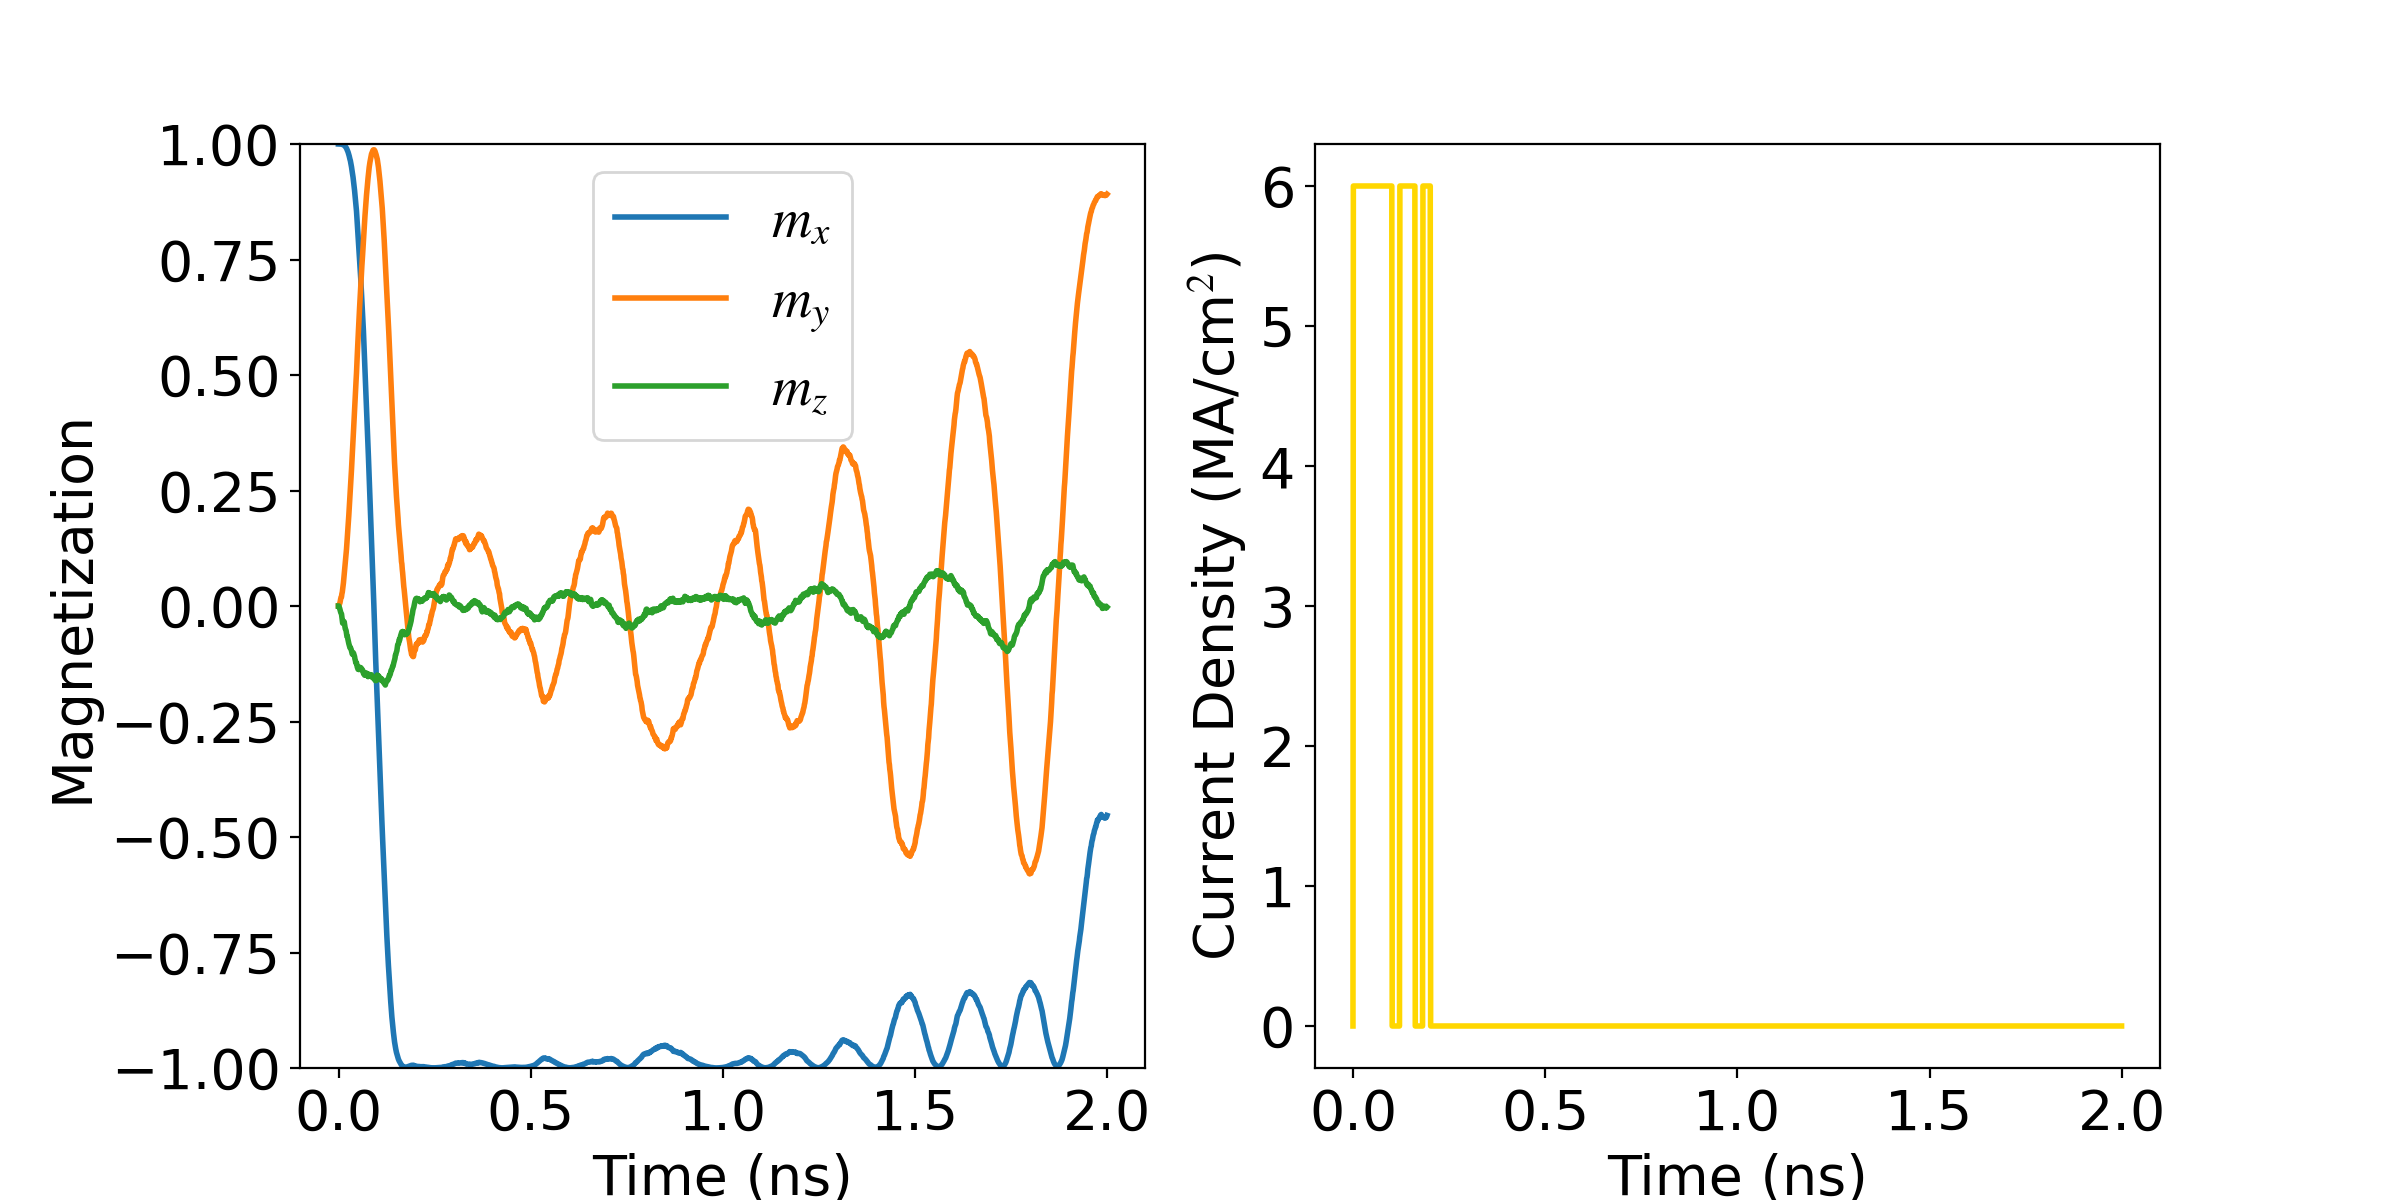 Magnetization
1.00
0.75
0.50
0.25
0.00
−0.25
−0.50
−0.75
−1.00
0.0 0.5 1.0 1.5 2.0
Time (ns)
mₓ
m_y
m_z
Current Density (MA/cm²)
6
5
4
3
2
1
0
0.0 0.5 1.0 1.5 2.0
Time (ns)